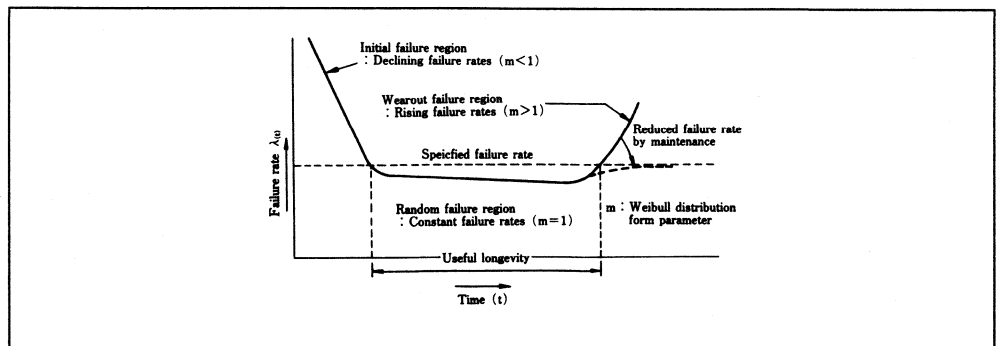 Initial failure region
: Declining failure rates (m<1)
Wearout failure region
: Rising failure rates (m>1)
Reduced failure rate
by maintenance
Speicfied failure rate
Failure rate λ(t)
Random failure region
: Constant failure rates (m=1)
m : Weibull distribution
form parameter
Useful longevity
Time (t)